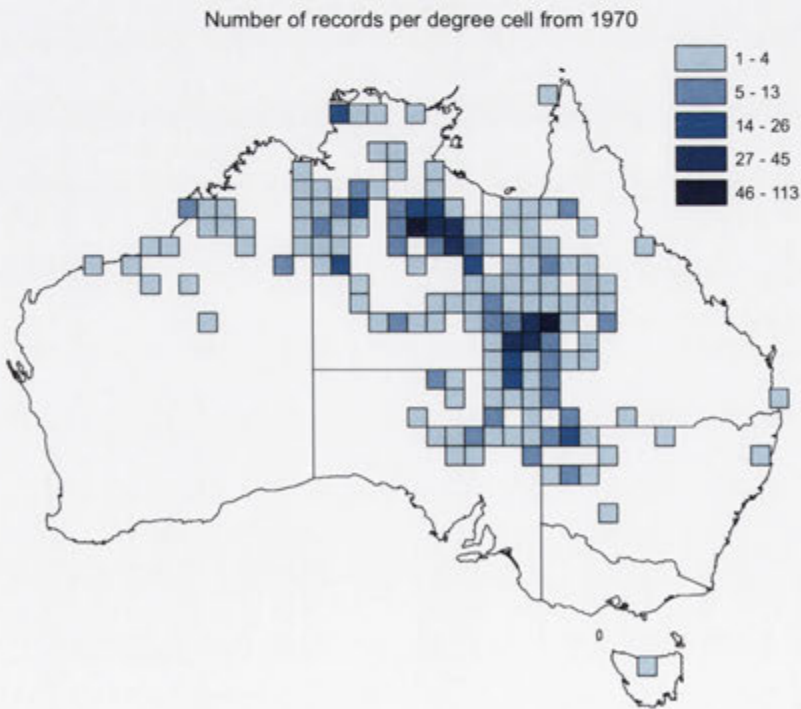 Number of records per degree cell from 1970
1 - 4
5 - 13
14 - 26
27 - 45
46 - 113